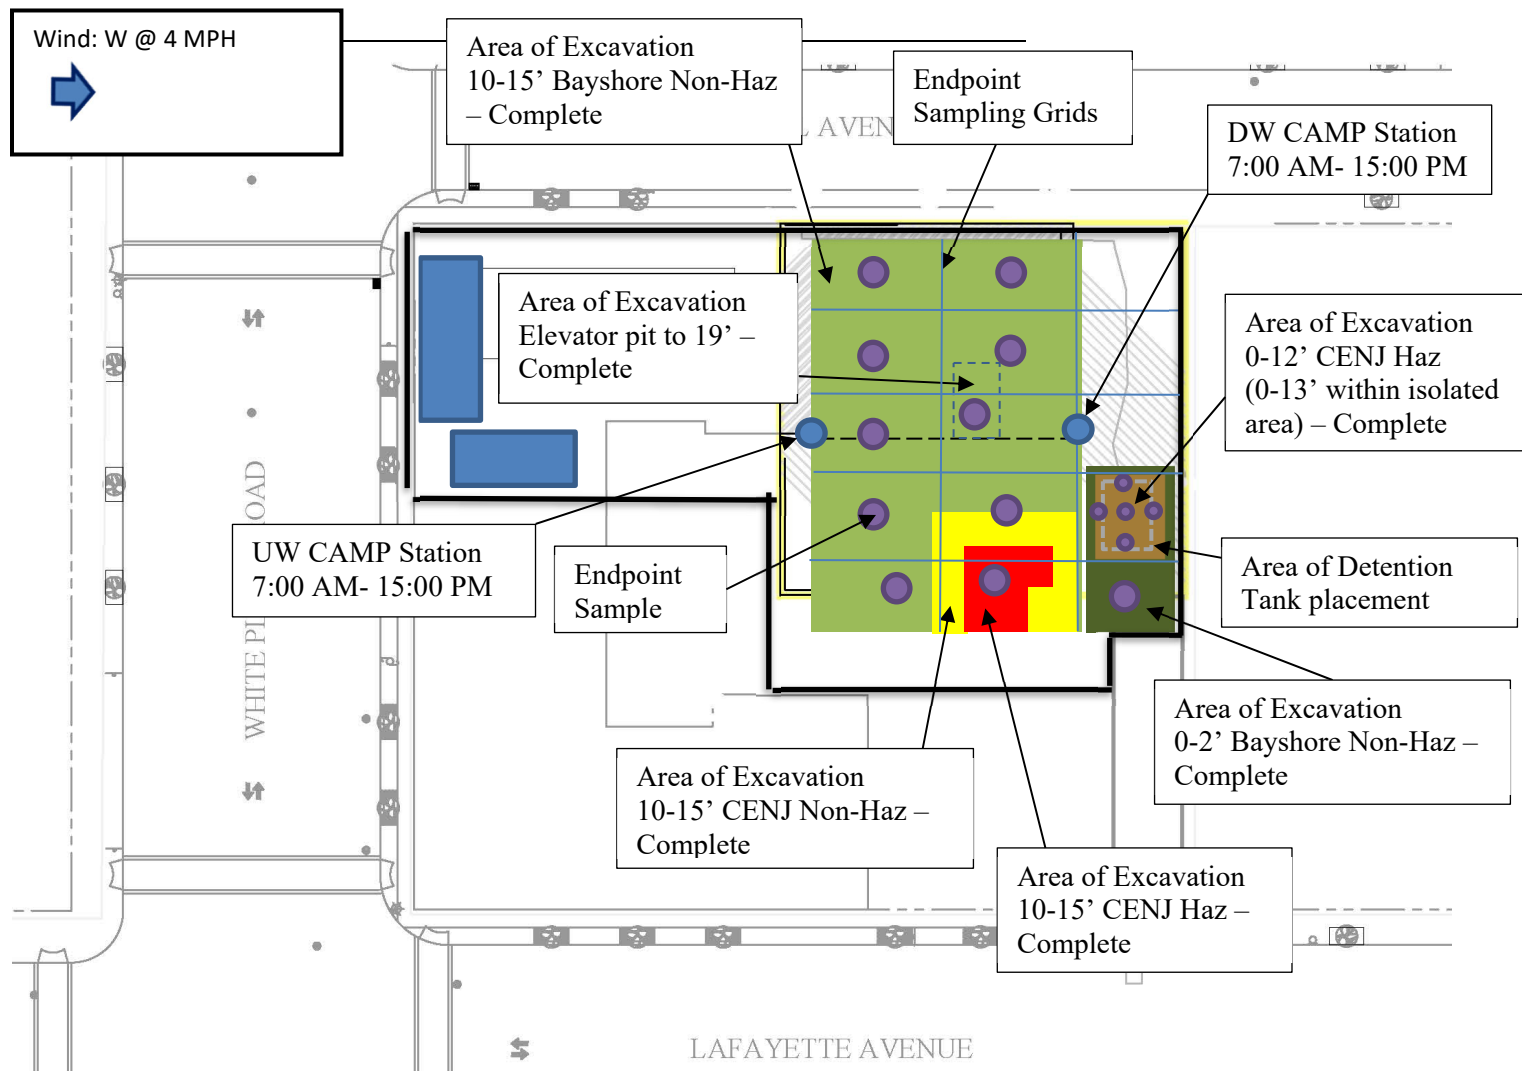 Wind: W @ 4 MPH
Area of Excavation
10-15’ Bayshore Non-Haz
– Complete
Endpoint
Sampling Grids
DW CAMP Station
7:00 AM- 15:00 PM
Area of Excavation
Elevator pit to 19’ –
Complete
Area of Excavation
0-12’ CENJ Haz
(0-13’ within isolated
area) – Complete
UW CAMP Station
7:00 AM- 15:00 PM
Endpoint
Sample
Area of Detention
Tank placement
WHITE
Area of Excavation
0-2’ Bayshore Non-Haz –
Complete
Area of Excavation
10-15’ CENJ Non-Haz –
Complete
Area of Excavation
10-15’ CENJ Haz –
Complete
LAFAYETTE AVENUE